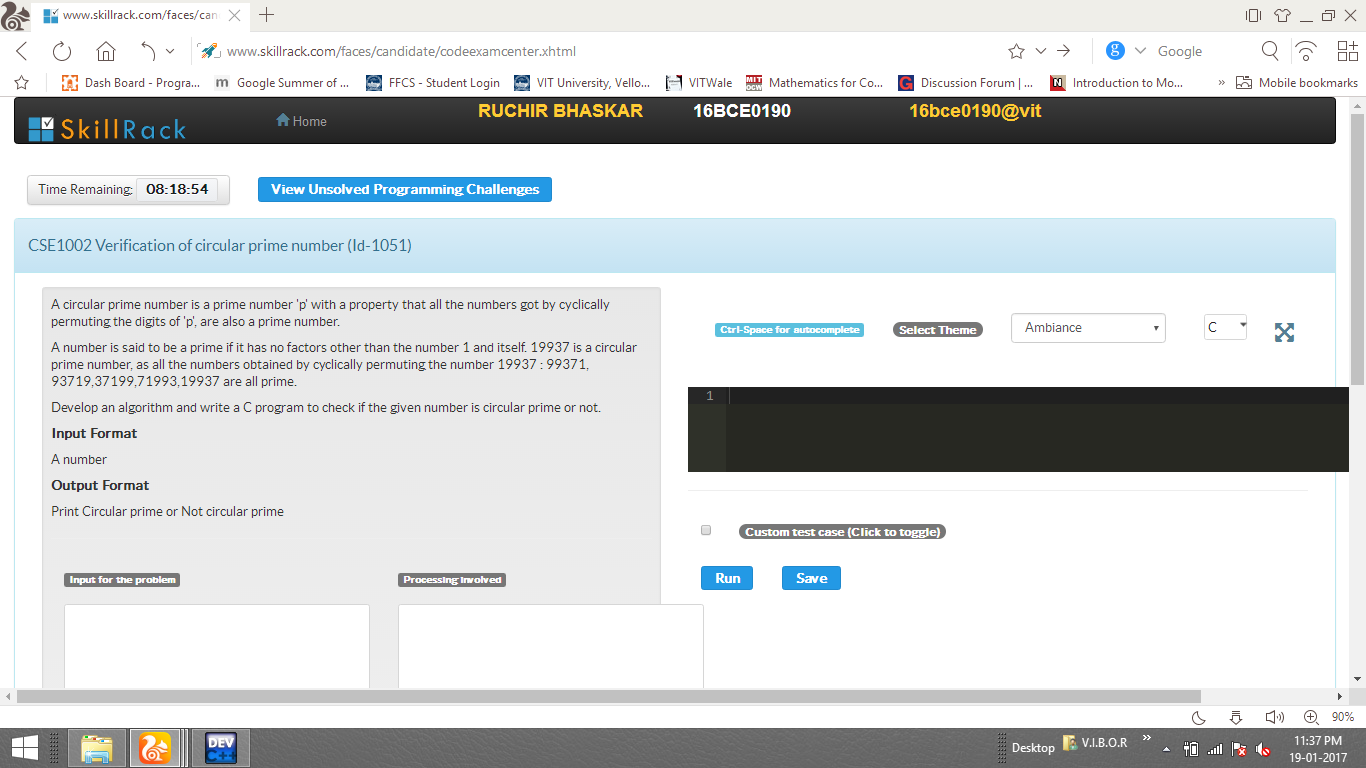 www.skillrack.com/faces/can
www.skillrack.com/faces/candidate/codeexamcenter.xhtml
g
Google
Dash Board - Progra...
m
Google Summer of ...
FFCS - Student Login
VIT University, Vello...
VITWale
MIT OCW
Mathematics for Co...
G
Discussion Forum | ...
N
Introduction to Mo...
»
Mobile bookmarks
SkillRack
Home
RUCHIR BHASKAR
16BCE0190
16bce0190@vit
Time Remaining: 08:18:54
View Unsolved Programming Challenges
CSE1002 Verification of circular prime number (Id-1051)
A circular prime number is a prime number 'p' with a property that all the numbers got by cyclically
permuting the digits of 'p', are also a prime number.
A number is said to be a prime if it has no factors other than the number 1 and itself. 19937 is a circular
prime number, as all the numbers obtained by cyclically permuting the number 19937 : 99371,
93719,37199,71993,19937 are all prime.
Develop an algorithm and write a C program to check if the given number is circular prime or not.
Input Format
A number
Output Format
Print Circular prime or Not circular prime
Input for the problem
Processing Involved
Ctrl-Space for autocomplete
Select Theme
Ambiance
C
1
Custom test case (Click to toggle)
Run
Save
90%
DEV C++
Desktop
V.I.B.O.R
»
11:37 PM
19-01-2017